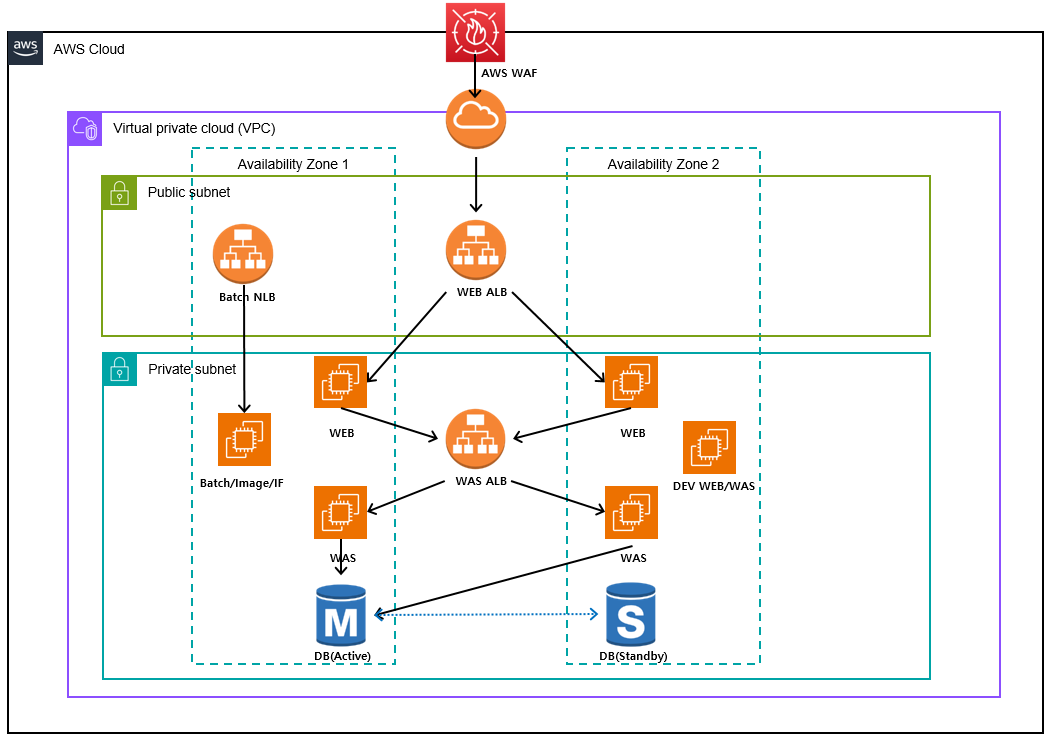 aws
AWS Cloud
AWS WAF
Virtual private cloud (VPC)
Availability Zone 1
Availability Zone 2
Public subnet
Batch NLB
WEB ALB
Private subnet
WEB
WEB
Batch/Image/IF
WAS ALB
DEV WEB/WAS
WAS
WAS
M
S
DB(Active)
DB(Standby)